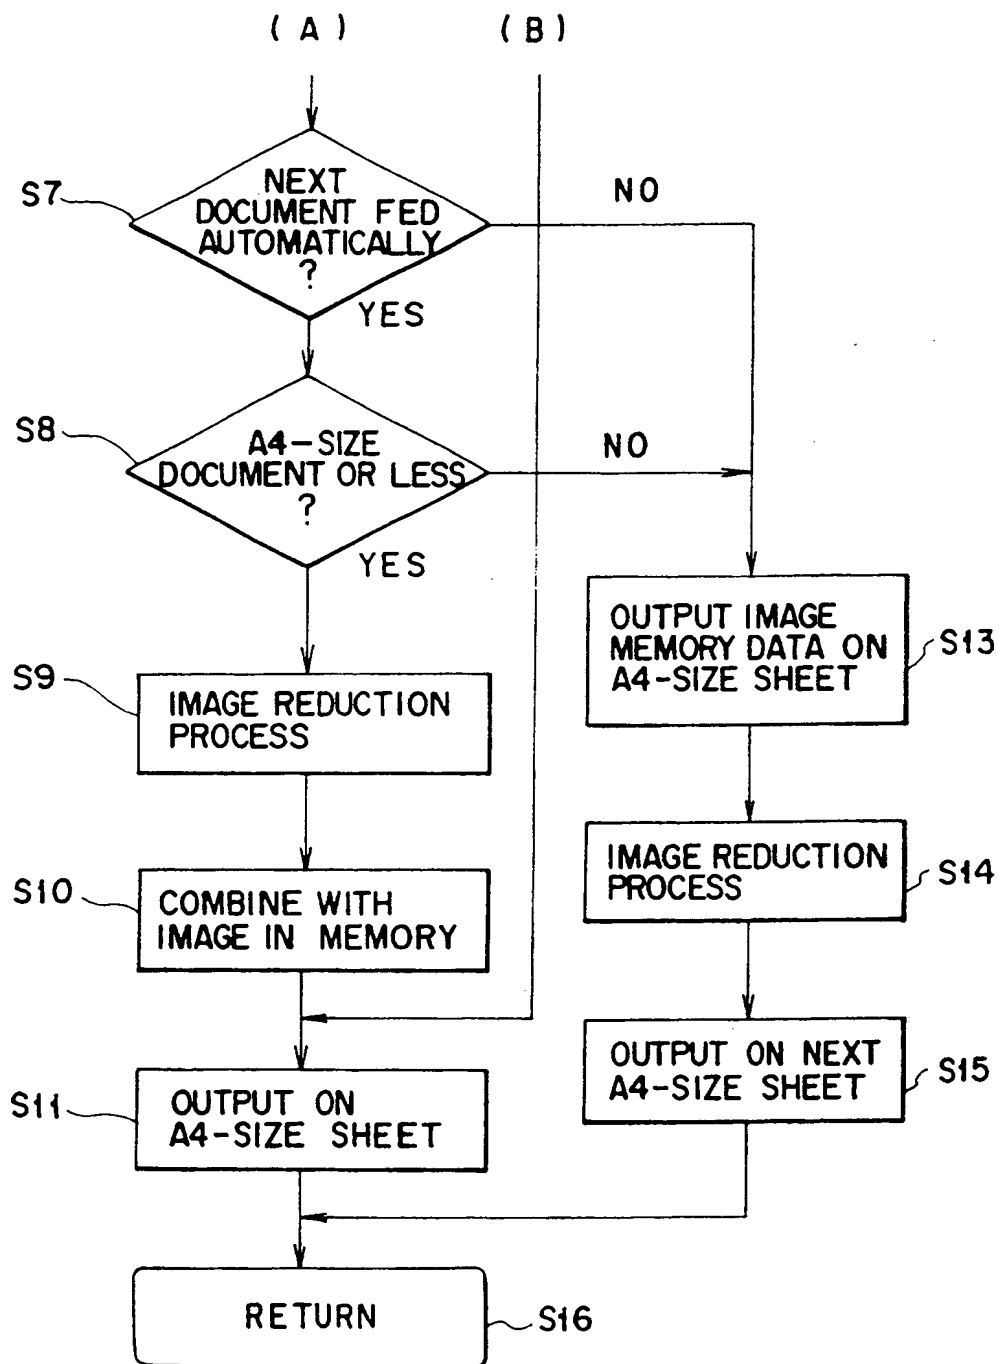 (A)
(B)
S7
NEXT
DOCUMENT FED
AUTOMATICALLY
?
NO
YES
S8
A4-SIZE
DOCUMENT OR LESS
?
NO
YES
OUTPUT IMAGE
MEMORY DATA ON
A4-SIZE SHEET
S13
S9
IMAGE REDUCTION
PROCESS
IMAGE REDUCTION
PROCESS
S14
S10
COMBINE WITH
IMAGE IN MEMORY
OUTPUT ON NEXT
A4-SIZE SHEET
S15
S11
OUTPUT ON
A4-SIZE SHEET
RETURN
S16